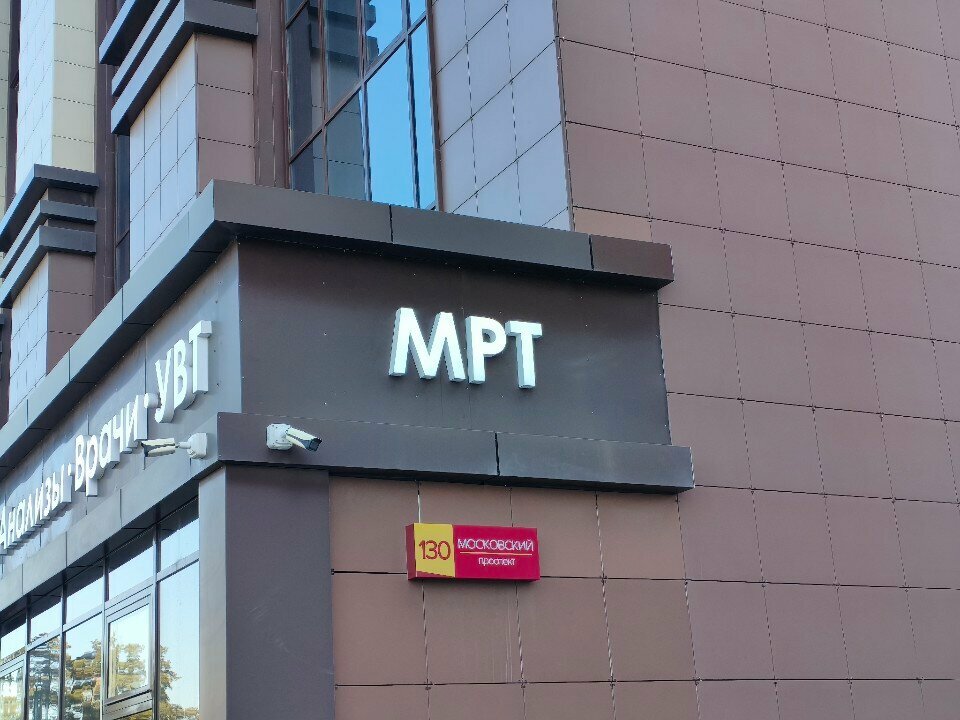 Анализы·Врачи·УВТ
МРТ
130
МОСКОВСКИЙ
проспект